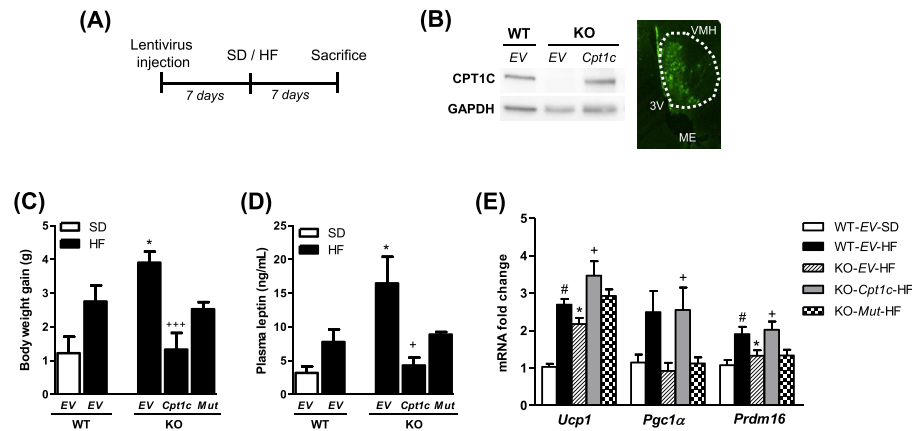 (A)
Lentivirus
injection
SD / HF
Sacrifice
7 days
7 days
(B)
WT
KO
EV
EV
Cpt1c
CPT1C
GAPDH
VMH
3V
ME
(C)
SD
HF
Body weight gain (g)
5
4
3
2
1
0
*
+++
EV EV EV Cpt1c Mut
WT KO
(D)
SD
HF
Plasma leptin (ng/mL)
25
20
15
10
5
0
*
+
EV EV EV Cpt1c Mut
WT KO
(E)
mRNA fold change
5
4
3
2
1
0
WT-EV-SD
WT-EV-HF
KO-EV-HF
KO-Cpt1c-HF
KO-Mut-HF
# * +
+
# * +
Ucp1 Pgc1α Prdm16